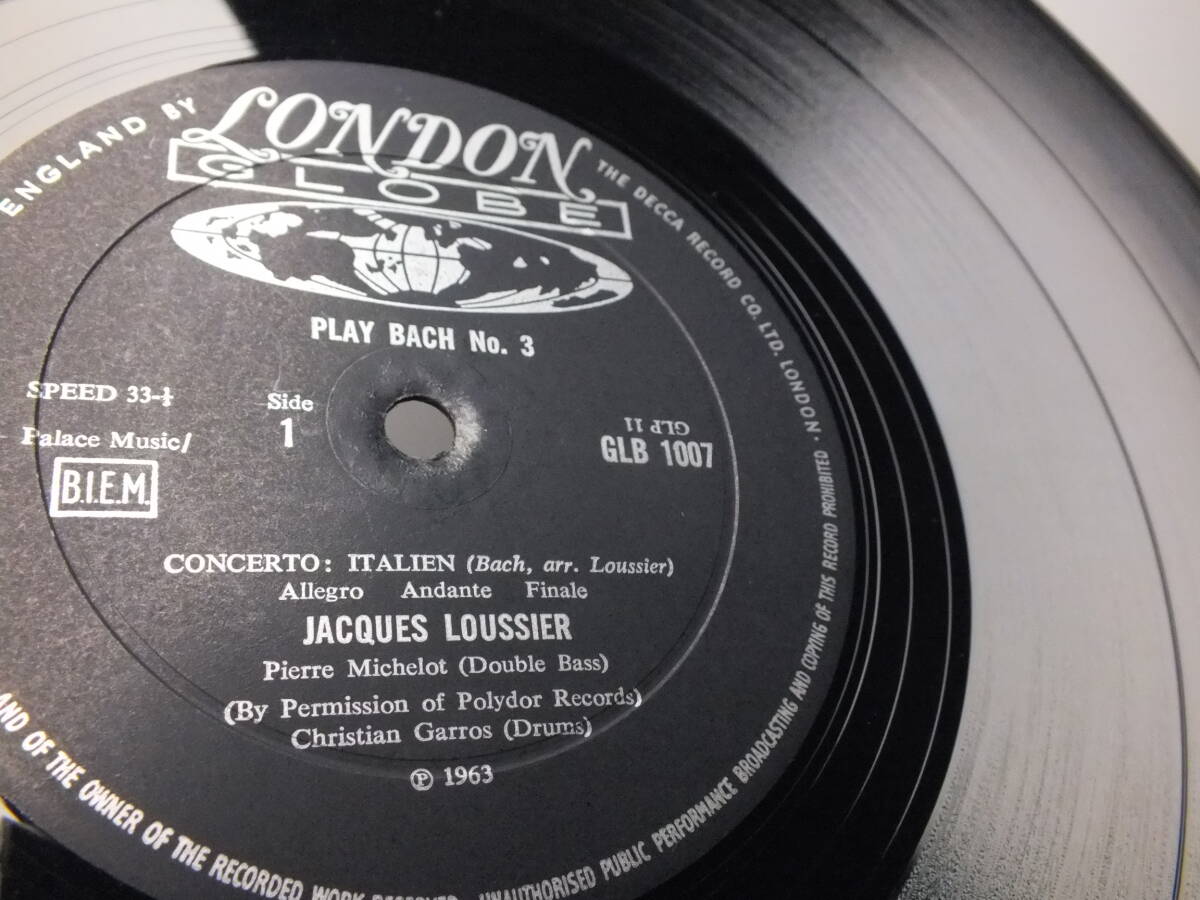 ENGLAND BY
LONDON
GLOBE
THE DECCA RECORD CO. LTD. LONDON •
PLAY BACH No. 3
SPEED 33-⅓
Side
1
Palace Music/
B.I.E.M.
GLP 11
GLB 1007
CONCERTO: ITALIEN (Bach, arr. Loussier)
Allegro Andante Finale
JACQUES LOUSSIER
Pierre Michelot (Double Bass)
(By Permission of Polydor Records)
Christian Garros (Drums)
℗ 1963
AND OF THE OWNER OF THE RECORDED WORK RESERVED. UNAUTHORISED PUBLIC PERFORMANCE BROADCASTING AND COPYING OF THIS RECORD PROHIBITED